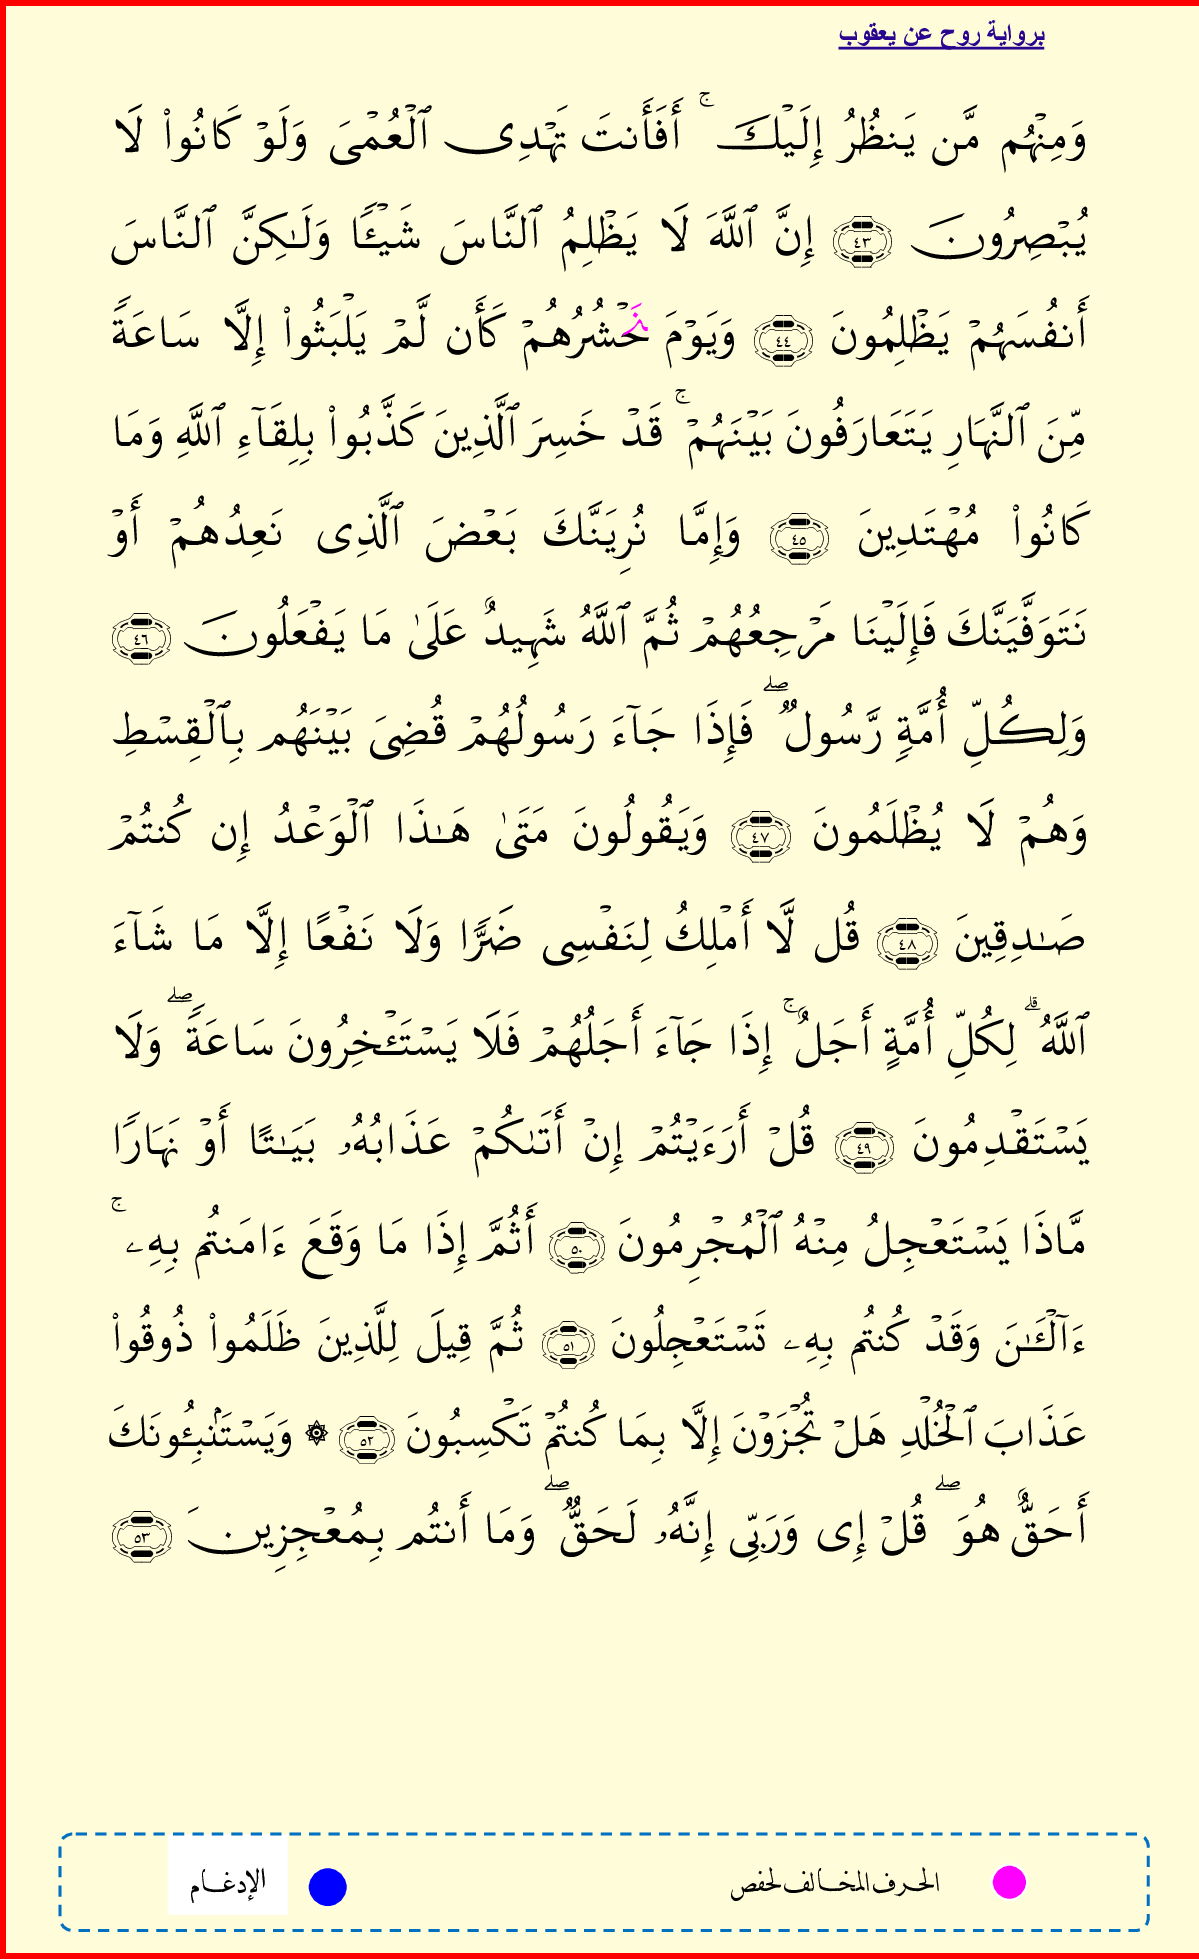 برواية روح عن يعقوب
وَمِنْهُم مَّن يَنظُرُ إِلَيْكَ ۚ أَفَأَنتَ تَهْدِى ٱلْعُمْىَ وَلَوْ كَانُوا۟ لَا
يُبْصِرُونَ ٤٣ إِنَّ ٱللَّهَ لَا يَظْلِمُ ٱلنَّاسَ شَيْـًٔا وَلَـٰكِنَّ ٱلنَّاسَ
أَنفُسَهُمْ يَظْلِمُونَ ٤٤ وَيَوْمَ نَحْشُرُهُمْ كَأَن لَّمْ يَلْبَثُوا۟ إِلَّا سَاعَةً
مِّنَ ٱلنَّهَارِ يَتَعَارَفُونَ بَيْنَهُمْ ۚ قَدْ خَسِرَ ٱلَّذِينَ كَذَّبُوا۟ بِلِقَآءِ ٱللَّهِ وَمَا
كَانُوا۟ مُهْتَدِينَ ٤٥ وَإِمَّا نُرِيَنَّكَ بَعْضَ ٱلَّذِى نَعِدُهُمْ أَوْ
نَتَوَفَّيَنَّكَ فَإِلَيْنَا مَرْجِعُهُمْ ثُمَّ ٱللَّهُ شَهِيدٌ عَلَىٰ مَا يَفْعَلُونَ ٤٦
وَلِكُلِّ أُمَّةٍ رَّسُولٌ ۖ فَإِذَا جَآءَ رَسُولُهُمْ قُضِىَ بَيْنَهُم بِٱلْقِسْطِ
وَهُمْ لَا يُظْلَمُونَ ٤٧ وَيَقُولُونَ مَتَىٰ هَـٰذَا ٱلْوَعْدُ إِن كُنتُمْ
صَـٰدِقِينَ ٤٨ قُل لَّا أَمْلِكُ لِنَفْسِى ضَرًّا وَلَا نَفْعًا إِلَّا مَا شَآءَ
ٱللَّهُ ۗ لِكُلِّ أُمَّةٍ أَجَلٌ ۚ إِذَا جَآءَ أَجَلُهُمْ فَلَا يَسْتَـْٔخِرُونَ سَاعَةً ۖ وَلَا
يَسْتَقْدِمُونَ ٤٩ قُلْ أَرَءَيْتُمْ إِنْ أَتَىٰكُمْ عَذَابُهُۥ بَيَـٰتًا أَوْ نَهَارًا
مَّاذَا يَسْتَعْجِلُ مِنْهُ ٱلْمُجْرِمُونَ ٥٠ أَثُمَّ إِذَا مَا وَقَعَ ءَامَنتُم بِهِۦ ۚ
ءَآلْـَٔـٰنَ وَقَدْ كُنتُم بِهِۦ تَسْتَعْجِلُونَ ٥١ ثُمَّ قِيلَ لِلَّذِينَ ظَلَمُوا۟ ذُوقُوا۟
عَذَابَ ٱلْخُلْدِ هَلْ تُجْزَوْنَ إِلَّا بِمَا كُنتُمْ تَكْسِبُونَ ٥٢ ۞ وَيَسْتَنۢبِـُٔونَكَ
أَحَقٌّ هُوَ ۖ قُلْ إِى وَرَبِّى إِنَّهُۥ لَحَقٌّ ۖ وَمَا أَنتُم بِمُعْجِزِينَ ٥٣
الحرف المخالف لحفص الإدغام